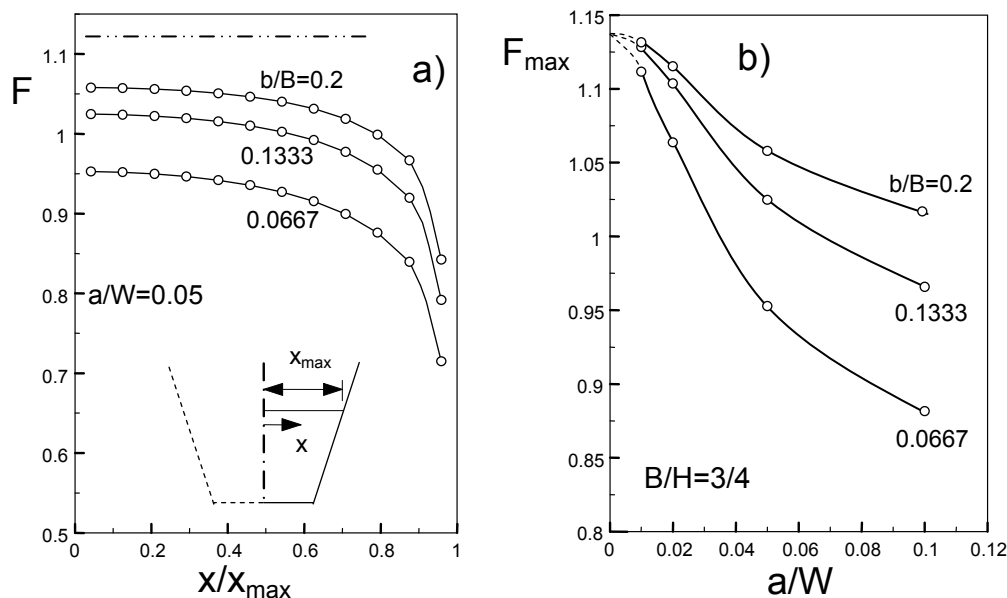 a)
F
1.1
1
0.9
0.8
0.7
0.6
0.5
b/B=0.2
0.1333
0.0667
a/W=0.05
xmax
x
0 0.2 0.4 0.6 0.8 1
x/xmax
b)
Fmax
1.15
1.1
1.05
1
0.95
0.9
0.85
0.8
b/B=0.2
0.1333
0.0667
B/H=3/4
0 0.02 0.04 0.06 0.08 0.1 0.12
a/W